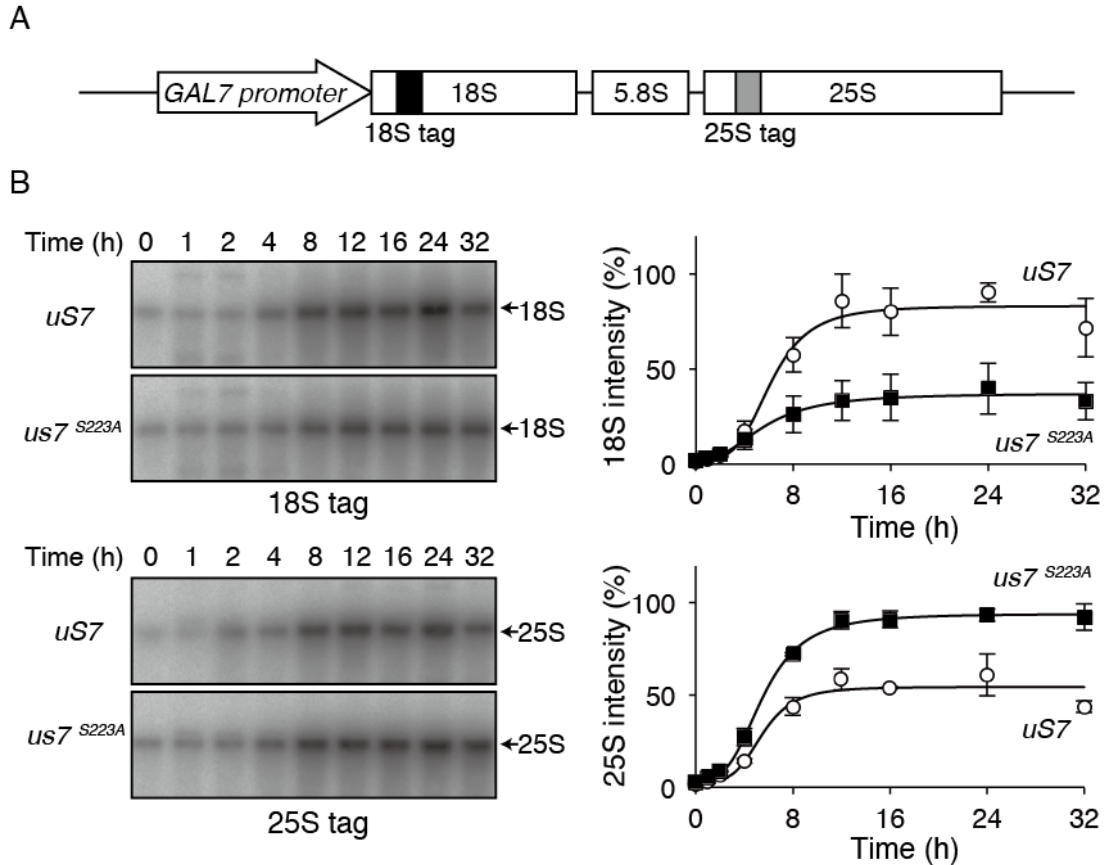 A
GAL7 promoter 18S 5.8S 25S
18S tag 25S tag
B
Time (h) 0 1 2 4 8 12 16 24 32
uS7 18S
us7 S223A 18S
18S tag
18S intensity (%)
100
50
0
uS7
us7 S223A
0 8 16 24 32
Time (h)
Time (h) 0 1 2 4 8 12 16 24 32
uS7 25S
us7 S223A 25S
25S tag
25S intensity (%)
100
50
0
us7 S223A
uS7
0 8 16 24 32
Time (h)